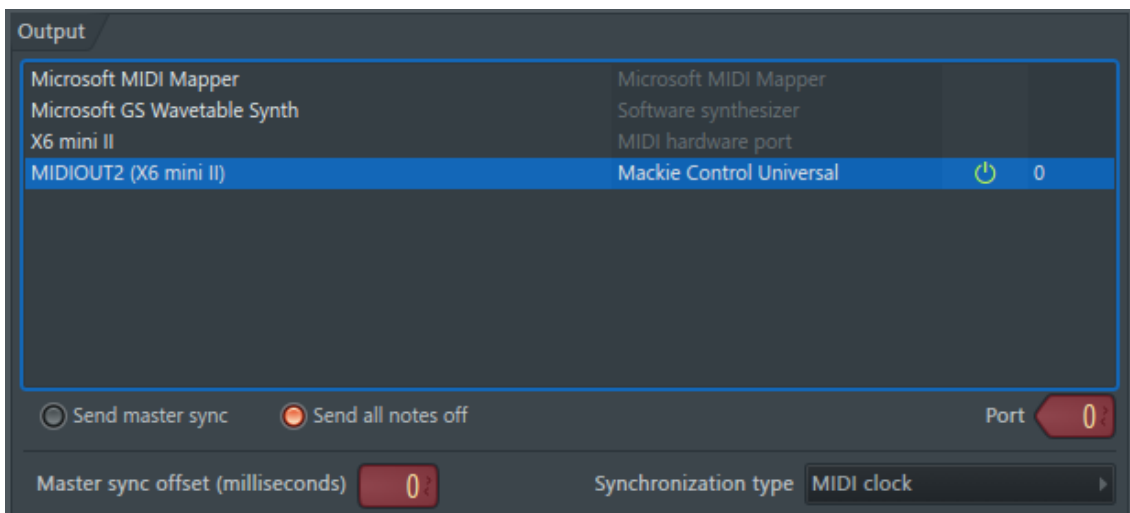 Output
Microsoft MIDI Mapper Microsoft MIDI Mapper
Microsoft GS Wavetable Synth Software synthesizer
X6 mini II MIDI hardware port
MIDIOUT2 (X6 mini II) Mackie Control Universal 0
Send master sync Send all notes off Port 0
Master sync offset (milliseconds) 0 Synchronization type MIDI clock